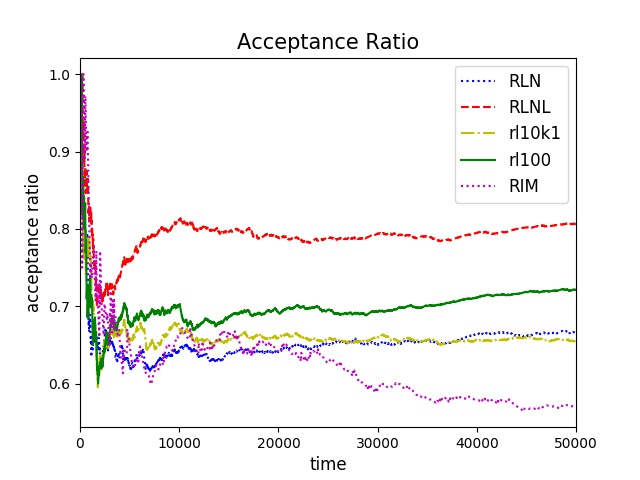 Acceptance Ratio
1.0
0.9
0.8
0.7
0.6
acceptance ratio
RLN
RLNL
rl10k1
rl100
RIM
0 10000 20000 30000 40000 50000
time